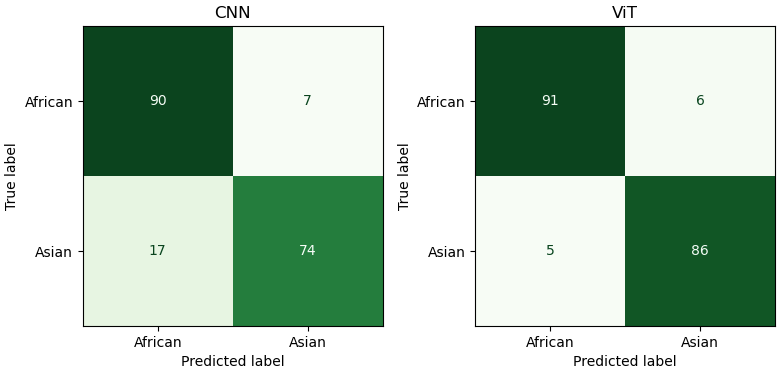 CNN
True label
African
90
7
Asian
17
74
African
Asian
Predicted label
ViT
True label
African
91
6
Asian
5
86
African
Asian
Predicted label